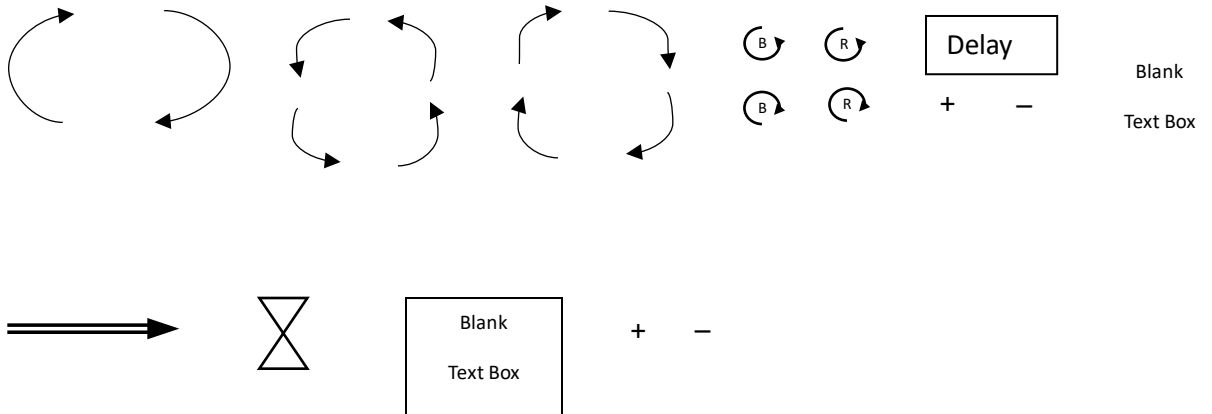 B R Delay
Blank
B R + –
Text Box
Blank + –
Text Box